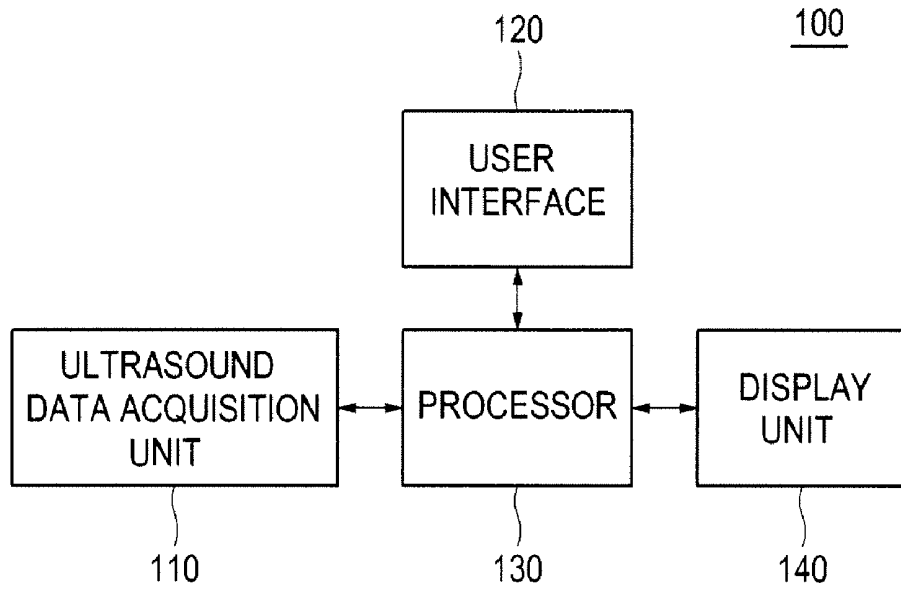 100
120
USER
INTERFACE
ULTRASOUND
DATA ACQUISITION
UNIT
PROCESSOR
DISPLAY
UNIT
110
130
140